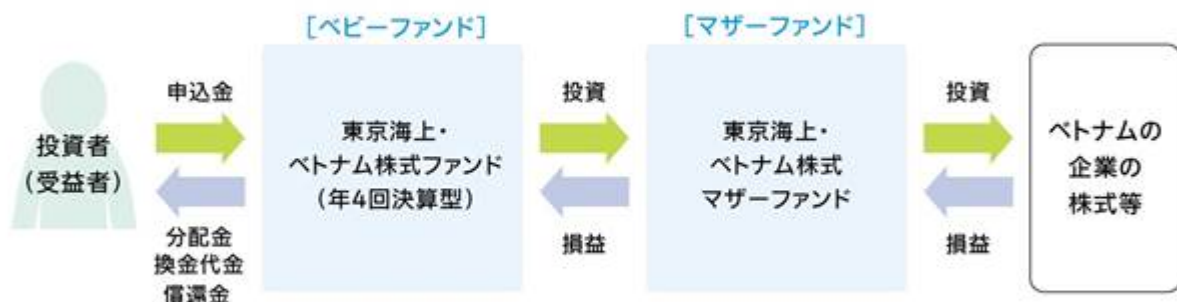 [ベビーファンド]
[マザーファンド]
投資者
(受益者)
申込金
分配金
換金代金
償還金
東京海上・
ベトナム株式ファンド
(年4回決算型)
投資
損益
東京海上・
ベトナム株式
マザーファンド
投資
損益
ベトナムの
企業の
株式等